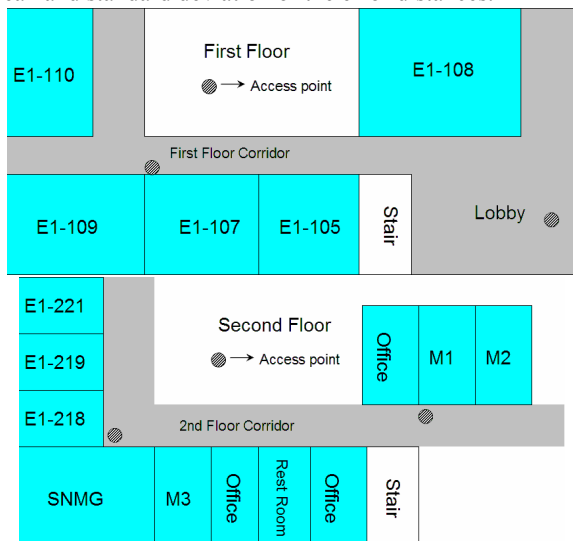 First Floor
E1-110
E1-108
Access point
First Floor Corridor
E1-109
E1-107
E1-105
Stair
Lobby
E1-221
Second Floor
E1-219
Access point
Office
M1
M2
E1-218
2nd Floor Corridor
SNMG
M3
Office
Rest Room
Office
Stair